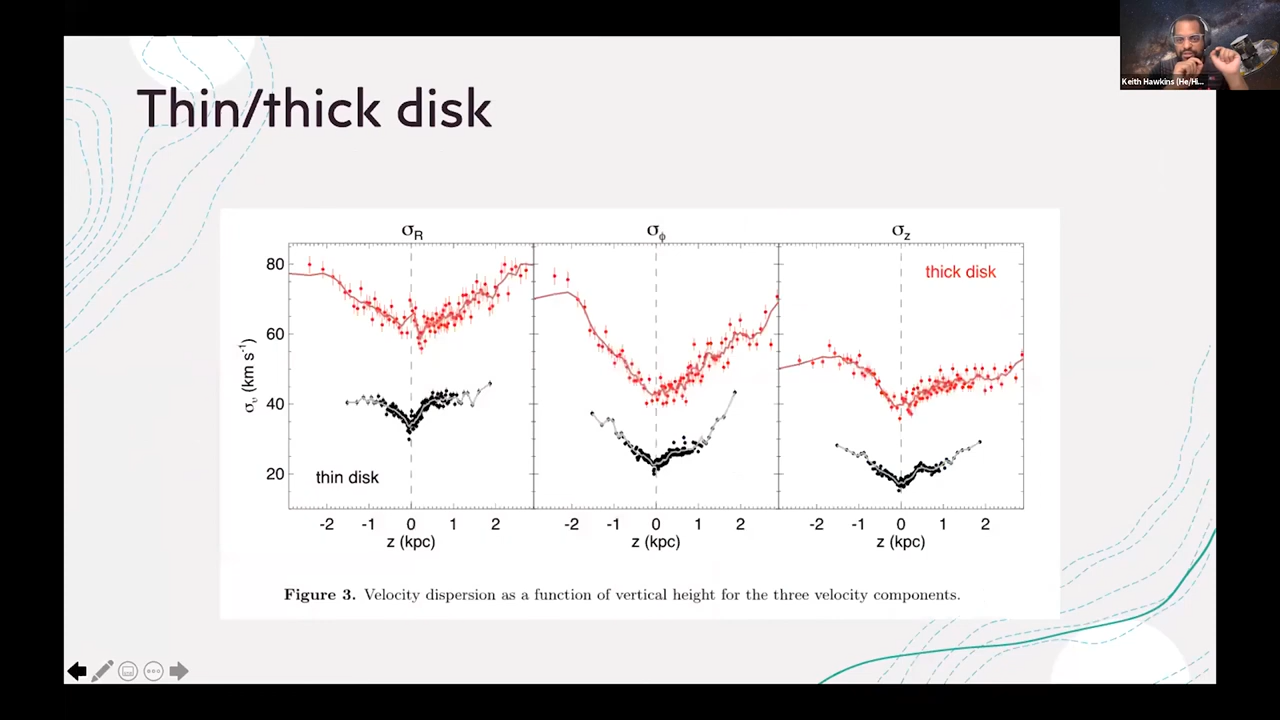 Keith Hawkins (He/Hi...
Thin/thick disk
σR σϕ σz
80
60
40
20
σv (km s-1)
thick disk
thin disk
-2 -1 0 1 2 -2 -1 0 1 2 -2 -1 0 1 2
z (kpc) z (kpc) z (kpc)
Figure 3. Velocity dispersion as a function of vertical height for the three velocity components.